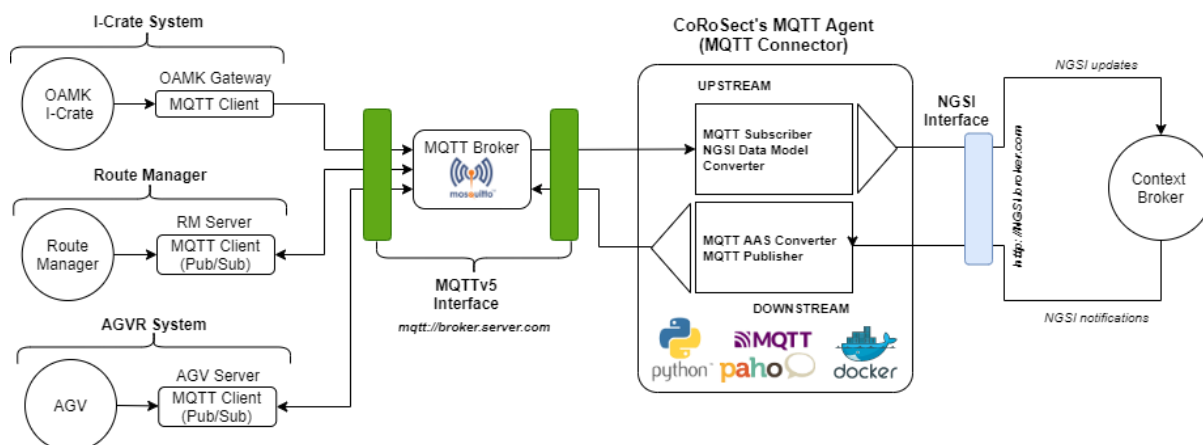 I-Crate System
OAMK
I-Crate
OAMK Gateway
MQTT Client
Route Manager
Route
Manager
RM Server
MQTT Client
(Pub/Sub)
AGVR System
AGV
AGV Server
MQTT Client
(Pub/Sub)
MQTT Broker
mosquitto
MQTTv5
Interface
mqtt://broker.server.com
CoRoSect's MQTT Agent
(MQTT Connector)
UPSTREAM
MQTT Subscriber
NGSI Data Model
Converter
MQTT AAS Converter
MQTT Publisher
DOWNSTREAM
python
MQTT
paho
docker
NGSI
Interface
http://NGSI.broker.com
NGSI updates
Context
Broker
NGSI notifications